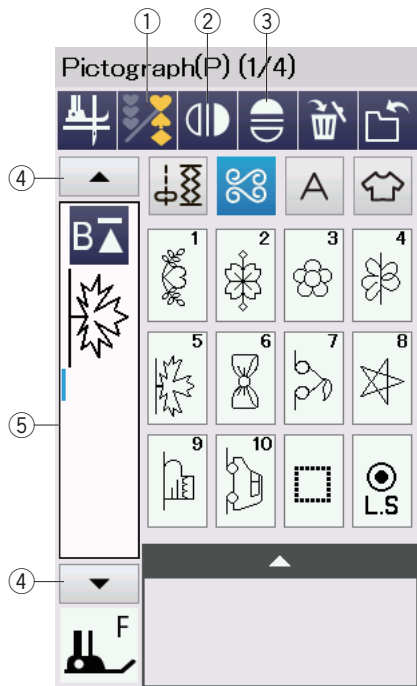 ① ② ③
Pictograph(P) (1/4)
④
A
B
1 2 3 4
5 6 7 8
⑤
9 10
L.S
④
F